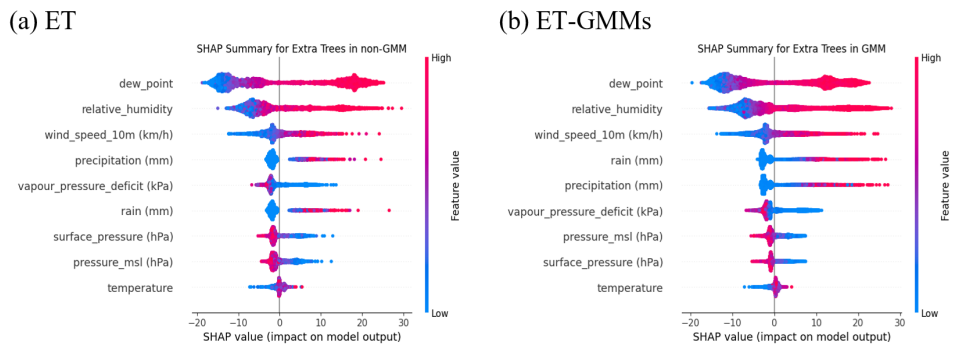 (a) ET
SHAP Summary for Extra Trees in non-GMM
High
dew_point
relative_humidity
wind_speed_10m (km/h)
precipitation (mm)
vapour_pressure_deficit (kPa)
rain (mm)
surface_pressure (hPa)
pressure_msl (hPa)
temperature
Feature value
Low
−20 −10 0 10 20 30
SHAP value (impact on model output)
(b) ET-GMMs
SHAP Summary for Extra Trees in GMM
High
dew_point
relative_humidity
wind_speed_10m (km/h)
rain (mm)
precipitation (mm)
vapour_pressure_deficit (kPa)
pressure_msl (hPa)
surface_pressure (hPa)
temperature
Feature value
Low
−20 −10 0 10 20 30
SHAP value (impact on model output)